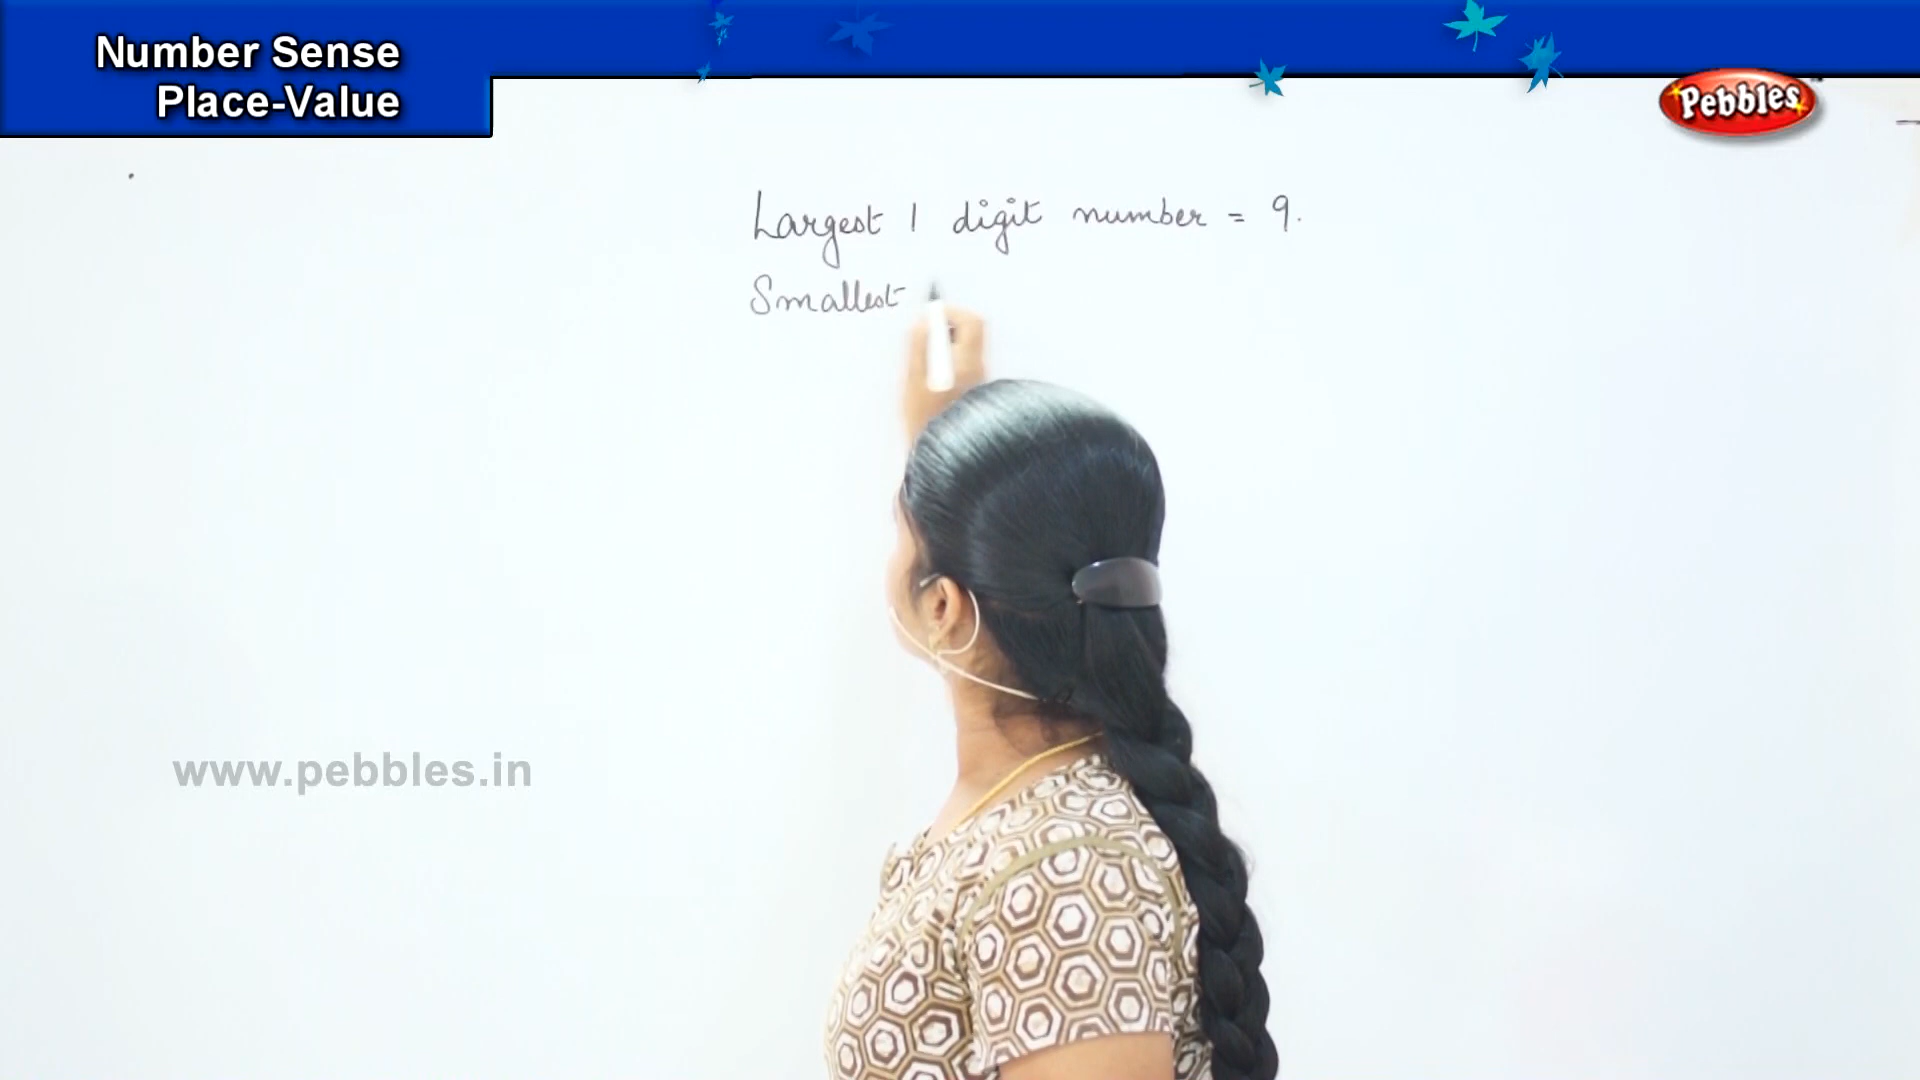 Number Sense
Place-Value
Pebbles
Largest 1 digit number = 9.
Smallest
www.pebbles.in